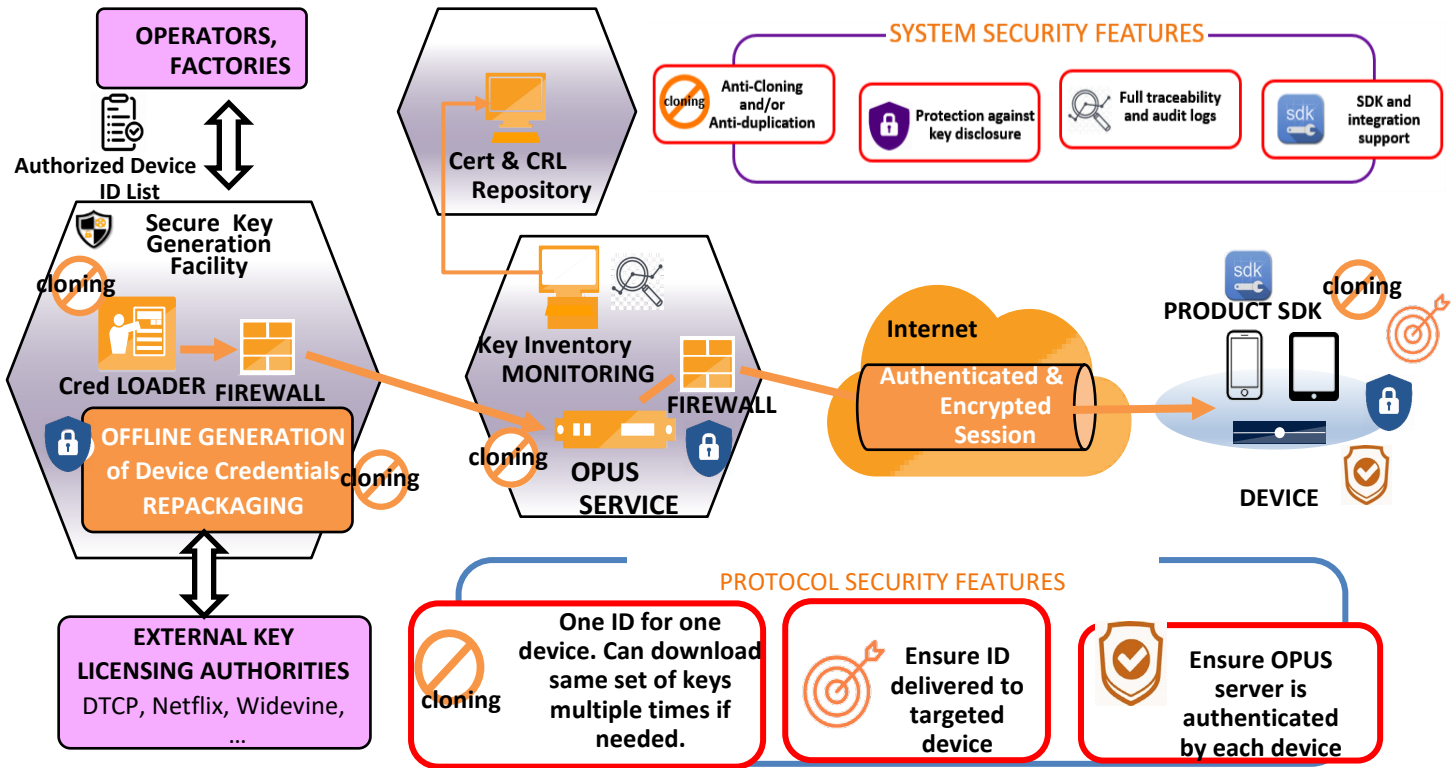 OPERATORS,
FACTORIES
Authorized Device
ID List
Secure Key
Generation
Facility
cloning
Cred LOADER
FIREWALL
OFFLINE GENERATION
of Device Credentials
REPACKAGING
cloning
EXTERNAL KEY
LICENSING AUTHORITIES
DTCP, Netflix, Widevine,
...
Cert & CRL
Repository
Key Inventory
MONITORING
FIREWALL
cloning
OPUS
SERVICE
SYSTEM SECURITY FEATURES
cloning
Anti-Cloning
and/or
Anti-duplication
Protection against
key disclosure
Full traceability
and audit logs
sdk
SDK and
integration
support
Internet
Authenticated &
Encrypted
Session
sdk
PRODUCT SDK
cloning
DEVICE
PROTOCOL SECURITY FEATURES
cloning
One ID for one
device. Can download
same set of keys
multiple times if
needed.
Ensure ID
delivered to
targeted
device
Ensure OPUS
server is
authenticated
by each device